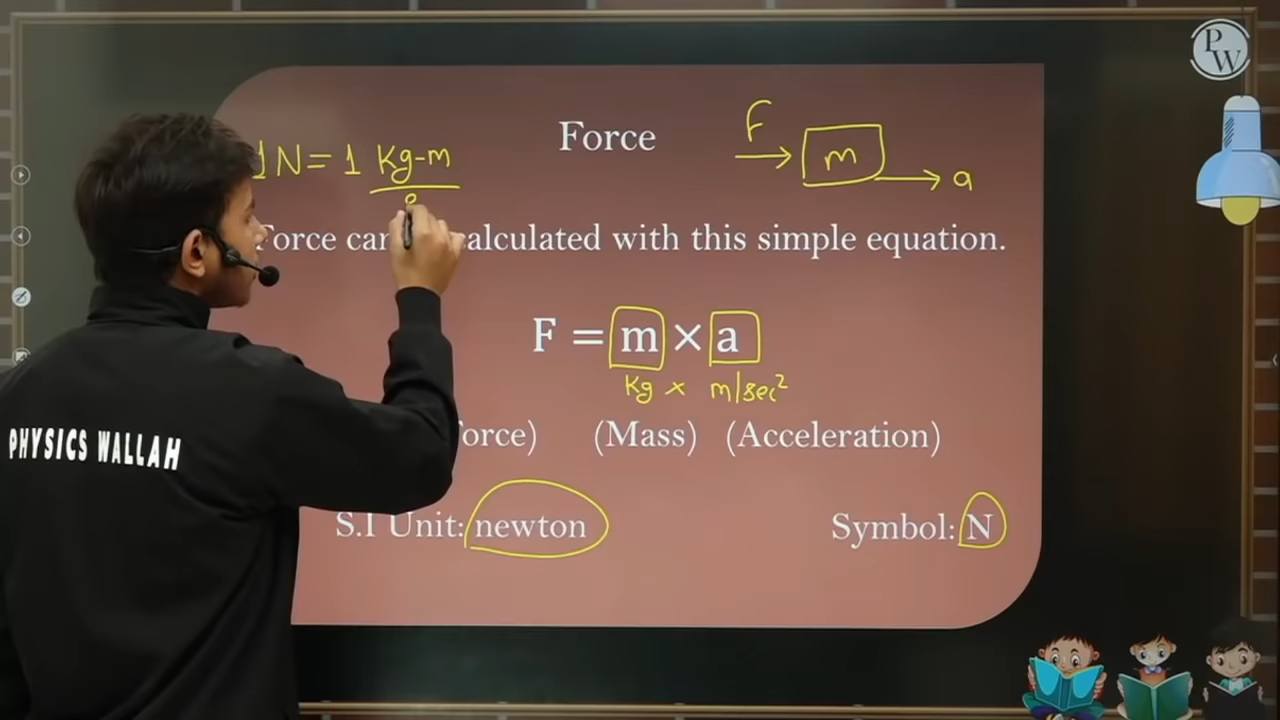 PW
Force
F
m
a
1N = 1 Kg-m
Force can calculated with this simple equation.
F = m × a
Kg × m/sec²
orce) (Mass) (Acceleration)
S.I Unit: newton Symbol: N
PHYSICS WALLAH